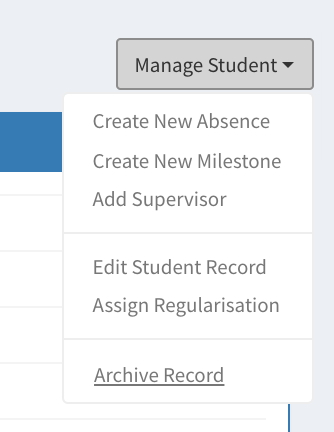 Manage Student
Create New Absence
Create New Milestone
Add Supervisor
Edit Student Record
Assign Regularisation
Archive Record